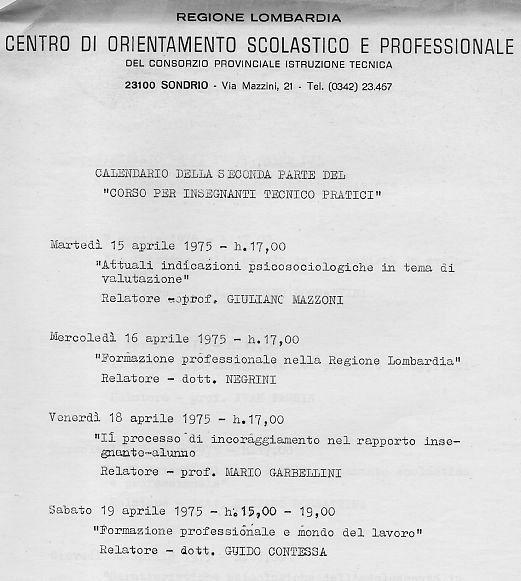 REGIONE LOMBARDIA
CENTRO DI ORIENTAMENTO SCOLASTICO E PROFESSIONALE
DEL CONSORZIO PROVINCIALE ISTRUZIONE TECNICA
23100 SONDRIO - Via Mazzini, 21 - Tel. (0342) 23.457
CALENDARIO DELLA SECONDA PARTE DEL
"CORSO PER INSEGNANTI TECNICO PRATICI"
Martedì 15 aprile 1975 - h.17,00
"Attuali indicazioni psicosociologiche in tema di
valutazione"
Relatore - prof. GIULIANO MAZZONI
Mercoledì 16 aprile 1975 - h.17,00
"Formazione professionale nella Regione Lombardia"
Relatore - dott. NEGRINI
Venerdì 18 aprile 1975 - h.17,00
"Il processo di incoraggiamento nel rapporto inse-
gnante-alunno
Relatore - prof. MARIO GARBELLINI
Sabato 19 aprile 1975 - h. 15,00 - 19,00
"Formazione professionale e mondo del lavoro"
Relatore - dott. GUIDO CONTESSA